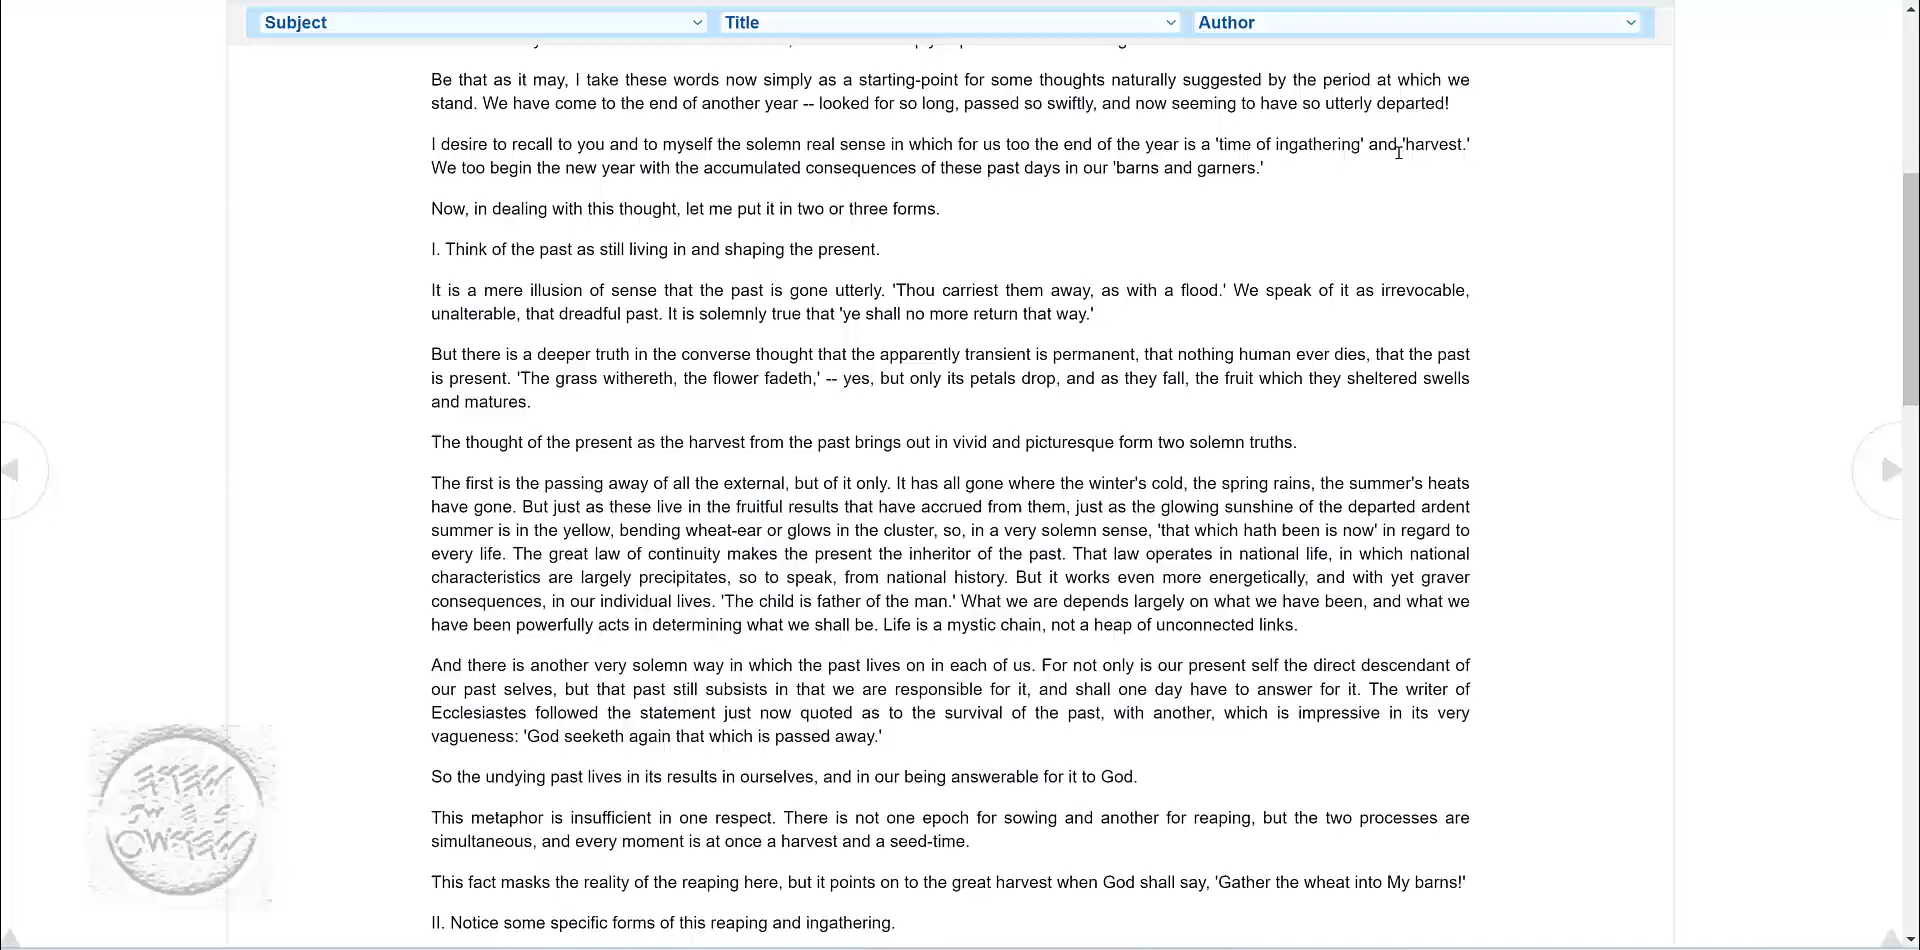 Subject
Title
Author
Be that as it may, I take these words now simply as a starting-point for some thoughts naturally suggested by the period at which we
stand. We have come to the end of another year -- looked for so long, passed so swiftly, and now seeming to have so utterly departed!
I desire to recall to you and to myself the solemn real sense in which for us too the end of the year is a 'time of ingathering' and 'harvest.'
We too begin the new year with the accumulated consequences of these past days in our 'barns and garners.'
Now, in dealing with this thought, let me put it in two or three forms.
I. Think of the past as still living in and shaping the present.
It is a mere illusion of sense that the past is gone utterly. 'Thou carriest them away, as with a flood.' We speak of it as irrevocable,
unalterable, that dreadful past. It is solemnly true that 'ye shall no more return that way.'
But there is a deeper truth in the converse thought that the apparently transient is permanent, that nothing human ever dies, that the past
is present. 'The grass withereth, the flower fadeth,' -- yes, but only its petals drop, and as they fall, the fruit which they sheltered swells
and matures.
The thought of the present as the harvest from the past brings out in vivid and picturesque form two solemn truths.
The first is the passing away of all the external, but of it only. It has all gone where the winter's cold, the spring rains, the summer's heats
have gone. But just as these live in the fruitful results that have accrued from them, just as the glowing sunshine of the departed ardent
summer is in the yellow, bending wheat-ear or glows in the cluster, so, in a very solemn sense, 'that which hath been is now' in regard to
every life. The great law of continuity makes the present the inheritor of the past. That law operates in national life, in which national
characteristics are largely precipitates, so to speak, from national history. But it works even more energetically, and with yet graver
consequences, in our individual lives. 'The child is father of the man.' What we are depends largely on what we have been, and what we
have been powerfully acts in determining what we shall be. Life is a mystic chain, not a heap of unconnected links.
And there is another very solemn way in which the past lives on in each of us. For not only is our present self the direct descendant of
our past selves, but that past still subsists in that we are responsible for it, and shall one day have to answer for it. The writer of
Ecclesiastes followed the statement just now quoted as to the survival of the past, with another, which is impressive in its very
vagueness: 'God seeketh again that which is passed away.'
So the undying past lives in its results in ourselves, and in our being answerable for it to God.
This metaphor is insufficient in one respect. There is not one epoch for sowing and another for reaping, but the two processes are
simultaneous, and every moment is at once a harvest and a seed-time.
This fact masks the reality of the reaping here, but it points on to the great harvest when God shall say, 'Gather the wheat into My barns!'
II. Notice some specific forms of this reaping and ingathering.